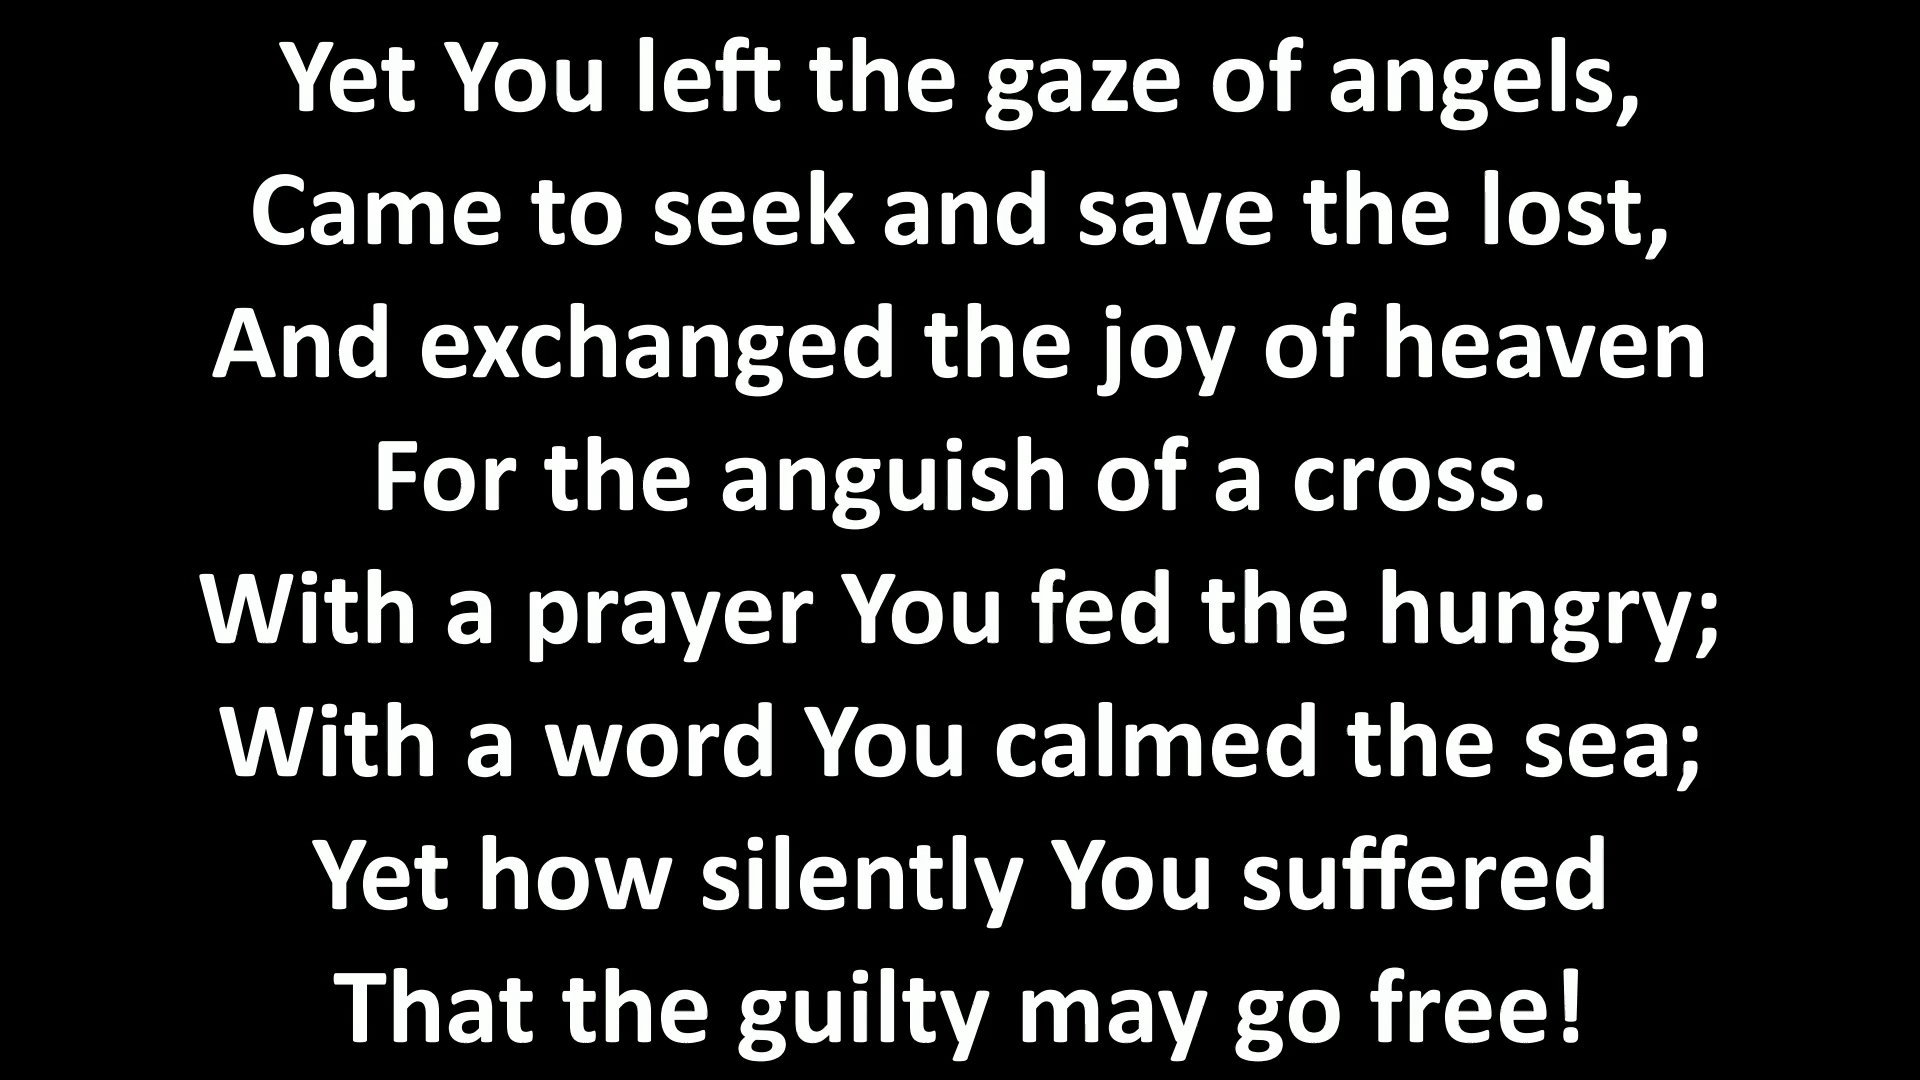 Yet You left the gaze of angels,
Came to seek and save the lost,
And exchanged the joy of heaven
For the anguish of a cross.
With a prayer You fed the hungry;
With a word You calmed the sea;
Yet how silently You suffered
That the guilty may go free!